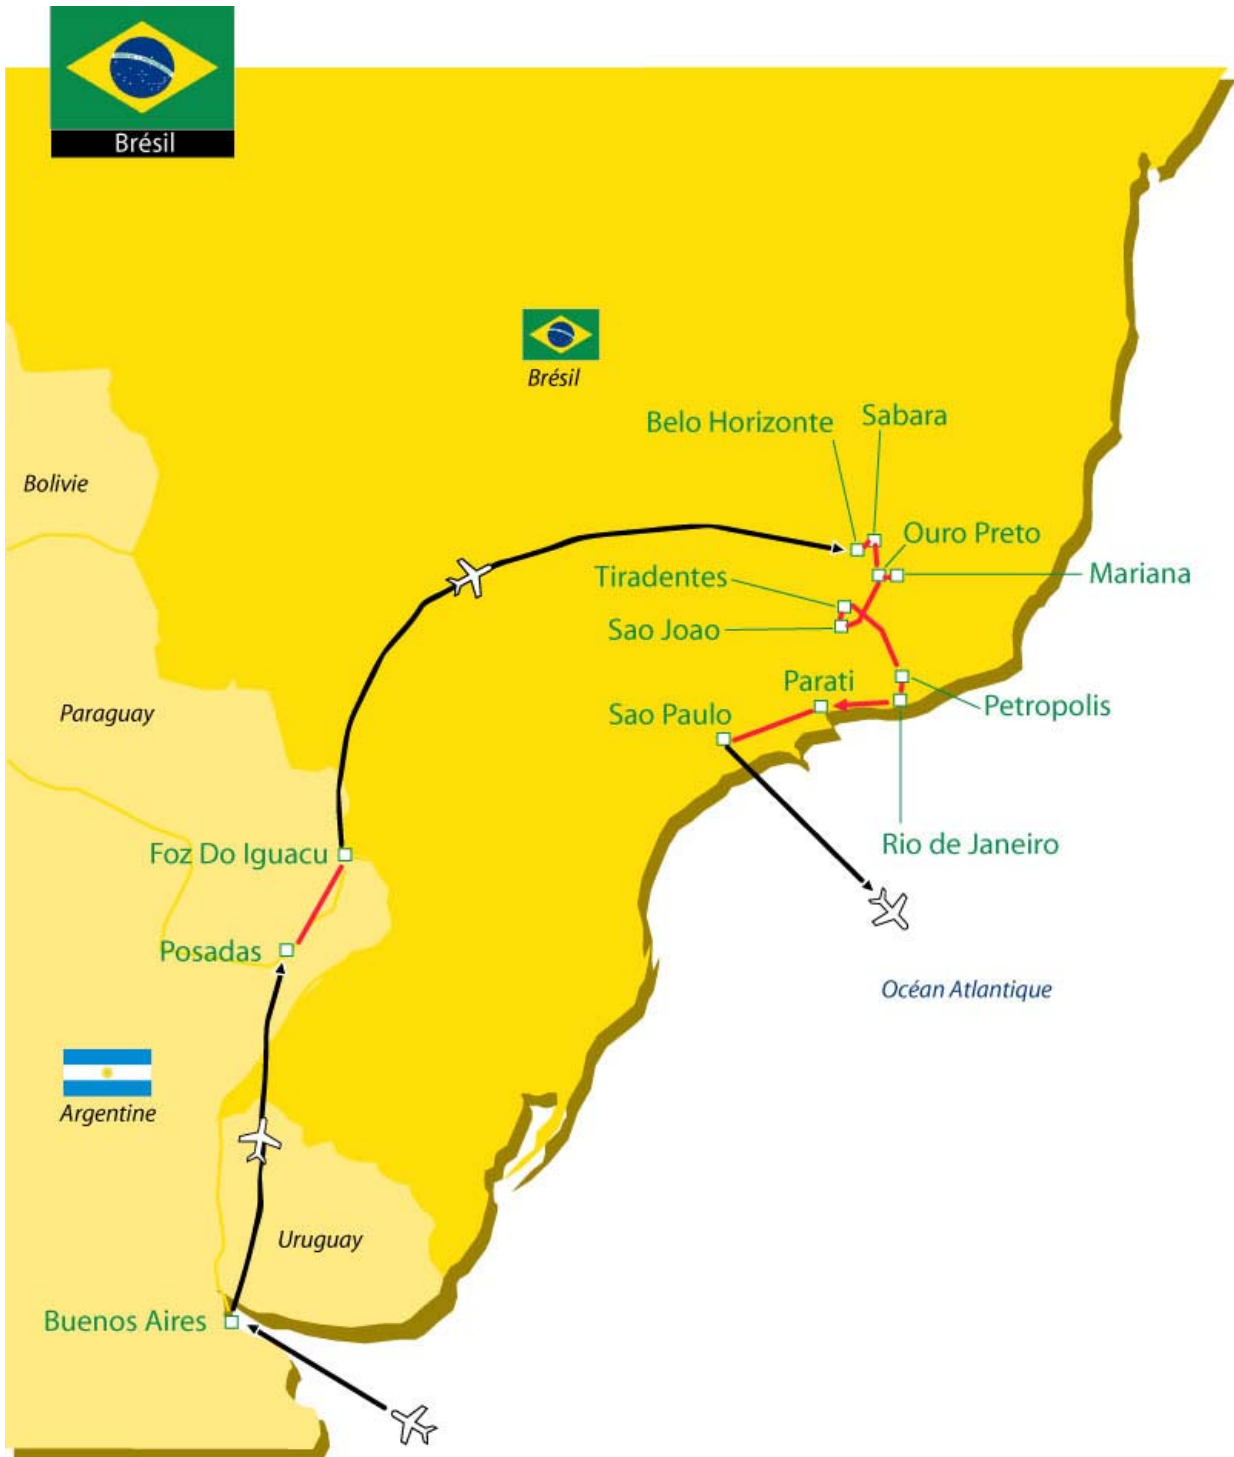 Brésil
Brésil
Belo Horizonte
Sabara
Bolivie
Ouro Preto
Tiradentes
Mariana
Sao Joao
Parati
Petropolis
Paraguay
Sao Paulo
Rio de Janeiro
Foz Do Iguacu
Posadas
Océan Atlantique
Argentine
Uruguay
Buenos Aires